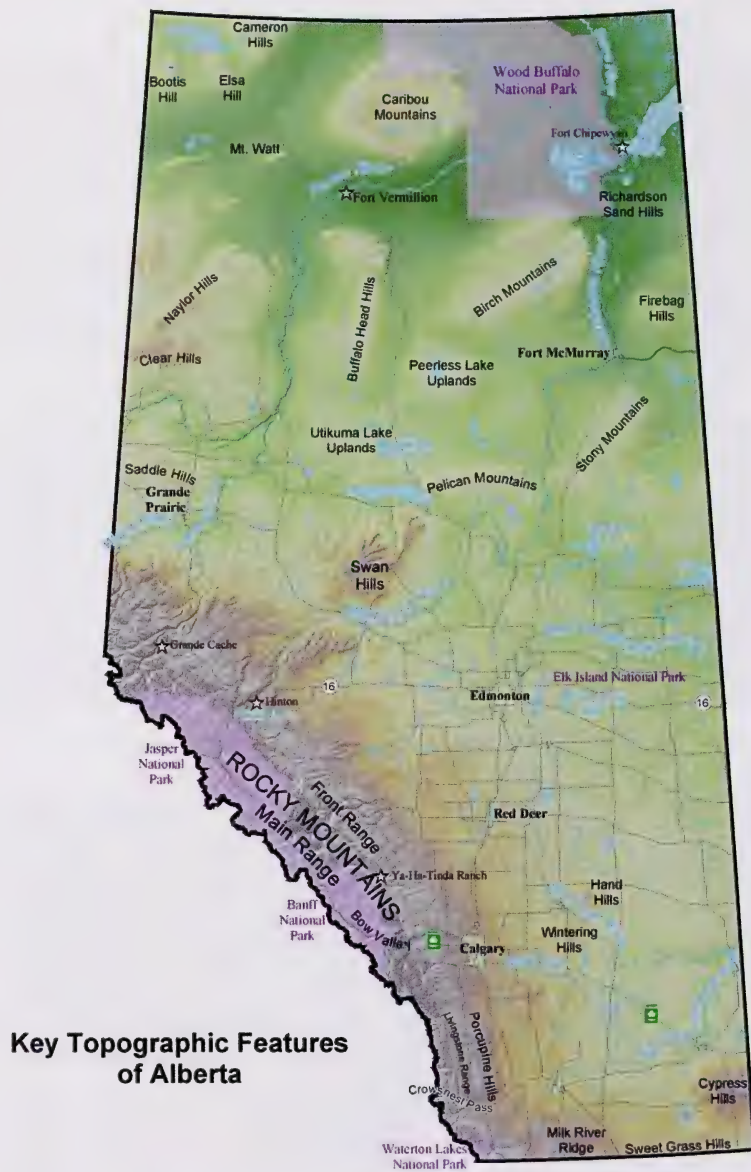 Cameron
Hills
Bootis
Hill
Elsa
Hill
Caribou
Mountains
Wood Buffalo
National Park
Mt. Watt
Fort Chipewyan
Fort Vermillion
Richardson
Sand Hills
Naylor Hills
Buffalo Head Hills
Birch Mountains
Firebag
Hills
Clear Hills
Peerless Lake
Uplands
Fort McMurray
Utikuma Lake
Uplands
Stony Mountains
Saddle Hills
Grande
Prairie
Pelican Mountains
Swan
Hills
Grande Cache
Hinton
16
Edmonton
Elk Island National Park
16
Jasper
National
Park
ROCKY MOUNTAINS
Front Range
Main Range
Red Deer
Ya-Ha-Tinda Ranch
Banff
National
Park
Bow Valley
Calgary
Hand
Hills
Wintering
Hills
Key Topographic Features
of Alberta
Livingstone Range
Porcupine Hills
Crowsnest Pass
Cypress
Hills
Waterton Lakes
National Park
Milk River
Ridge
Sweet Grass Hills